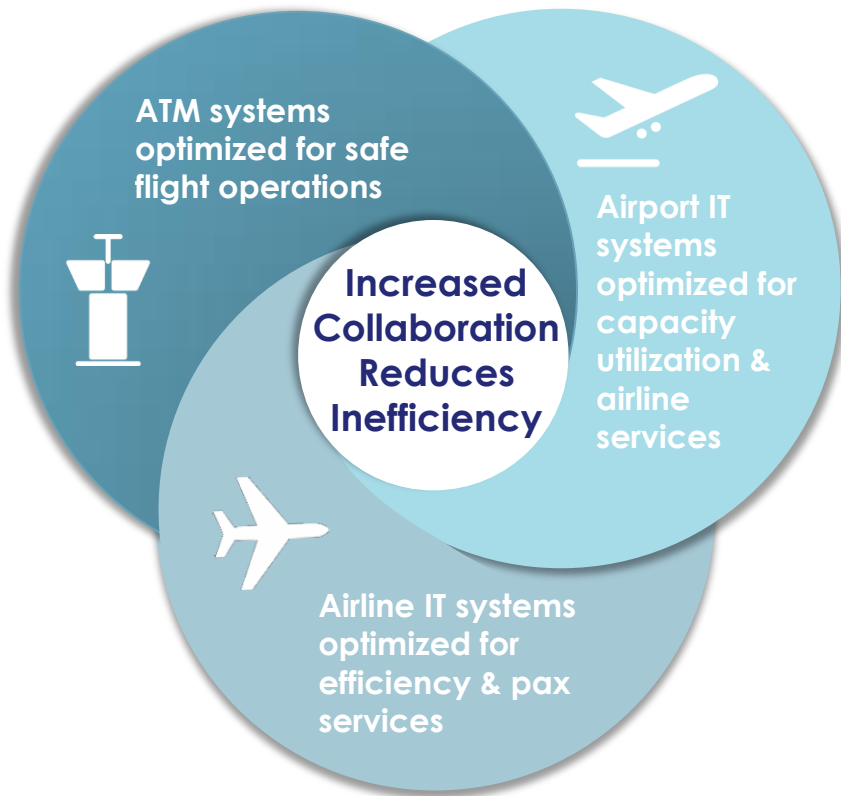 ATM systems
optimized for safe
flight operations
Airport IT
systems
optimized for
capacity
utilization &
airline
services
Increased
Collaboration
Reduces
Inefficiency
Airline IT systems
optimized for
efficiency & pax
services